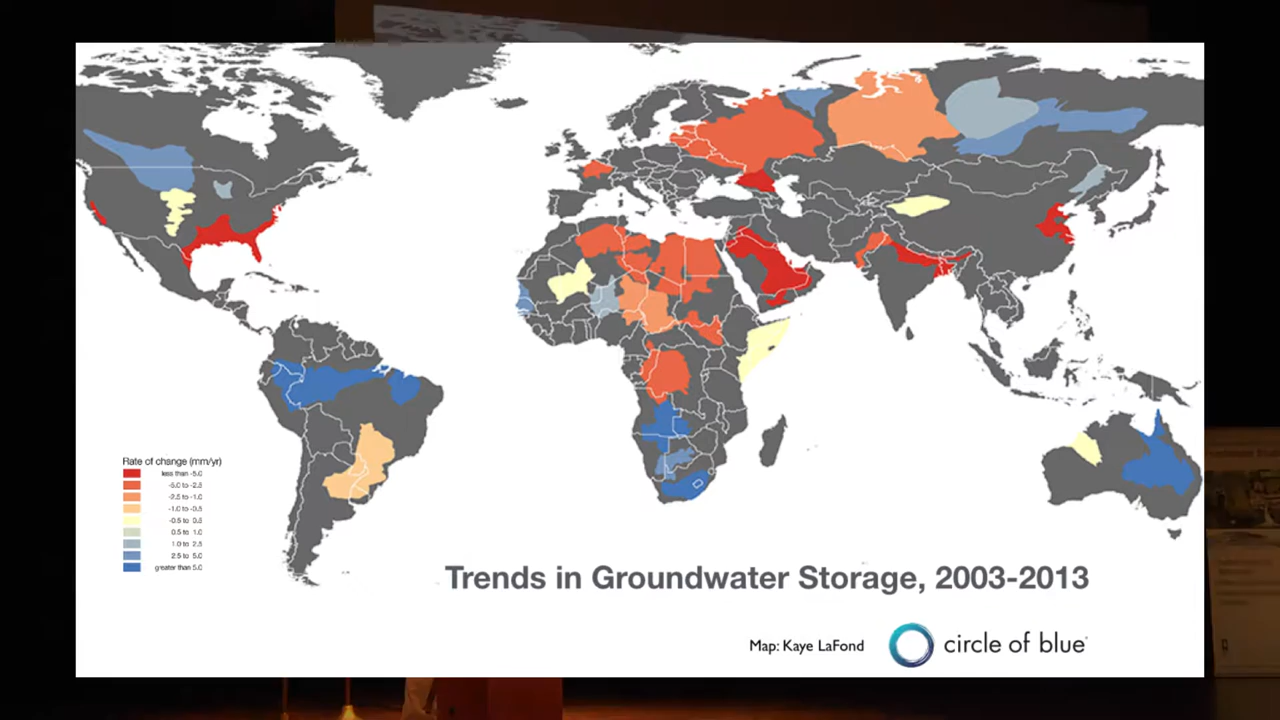 Rate of change (mm/yr)
less than -5.0
-5.0 to -2.5
-2.5 to -1.0
-1.0 to -0.5
-0.5 to 0.5
0.5 to 1.0
1.0 to 2.5
2.5 to 5.0
greater than 5.0
Trends in Groundwater Storage, 2003-2013
Map: Kaye LaFond
circle of blue